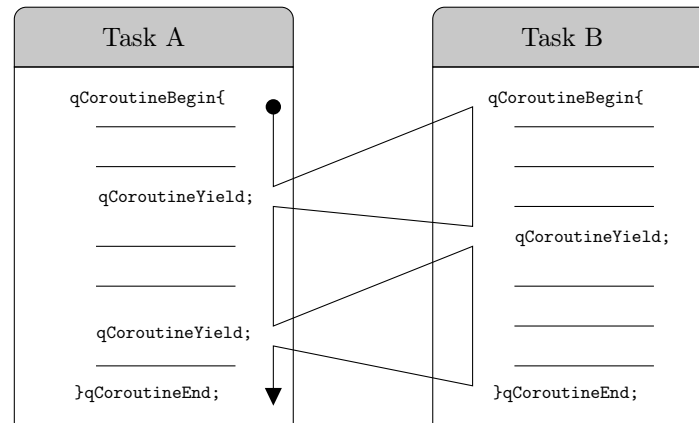 Task A
qCoroutineBegin{
qCoroutineYield;
qCoroutineYield;
}qCoroutineEnd;
Task B
qCoroutineBegin{
qCoroutineYield;
}qCoroutineEnd;